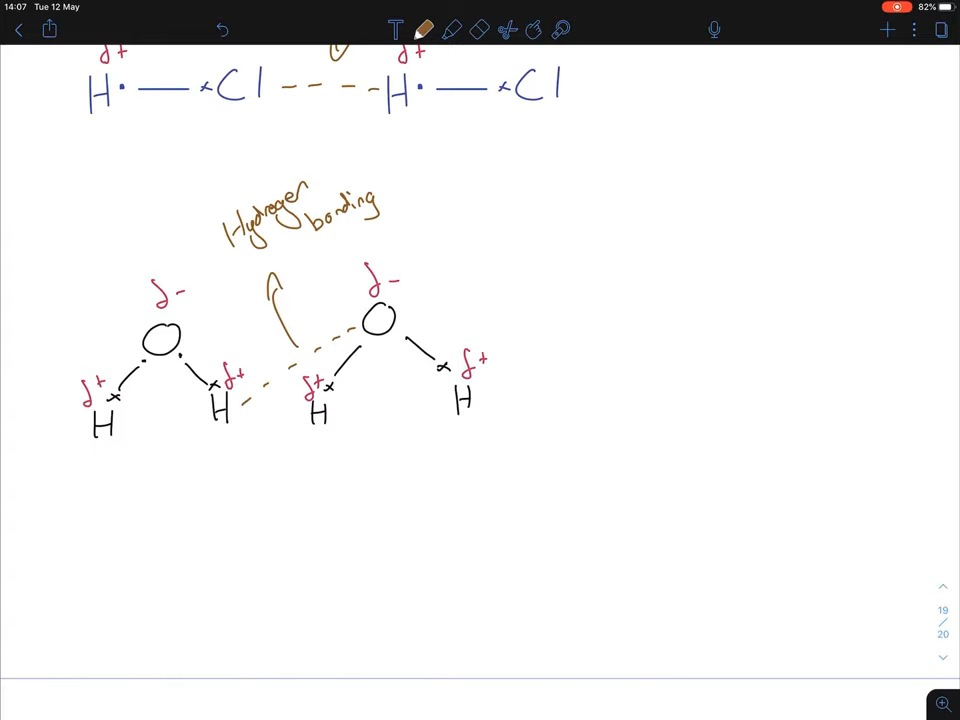 14:07 Tue 12 May 82%
δ+ δ+
H Cl H Cl
Hydrogen
bonding
δ- δ-
O O
δ+ δ+ δ+ δ+
H H H H
19
/
20